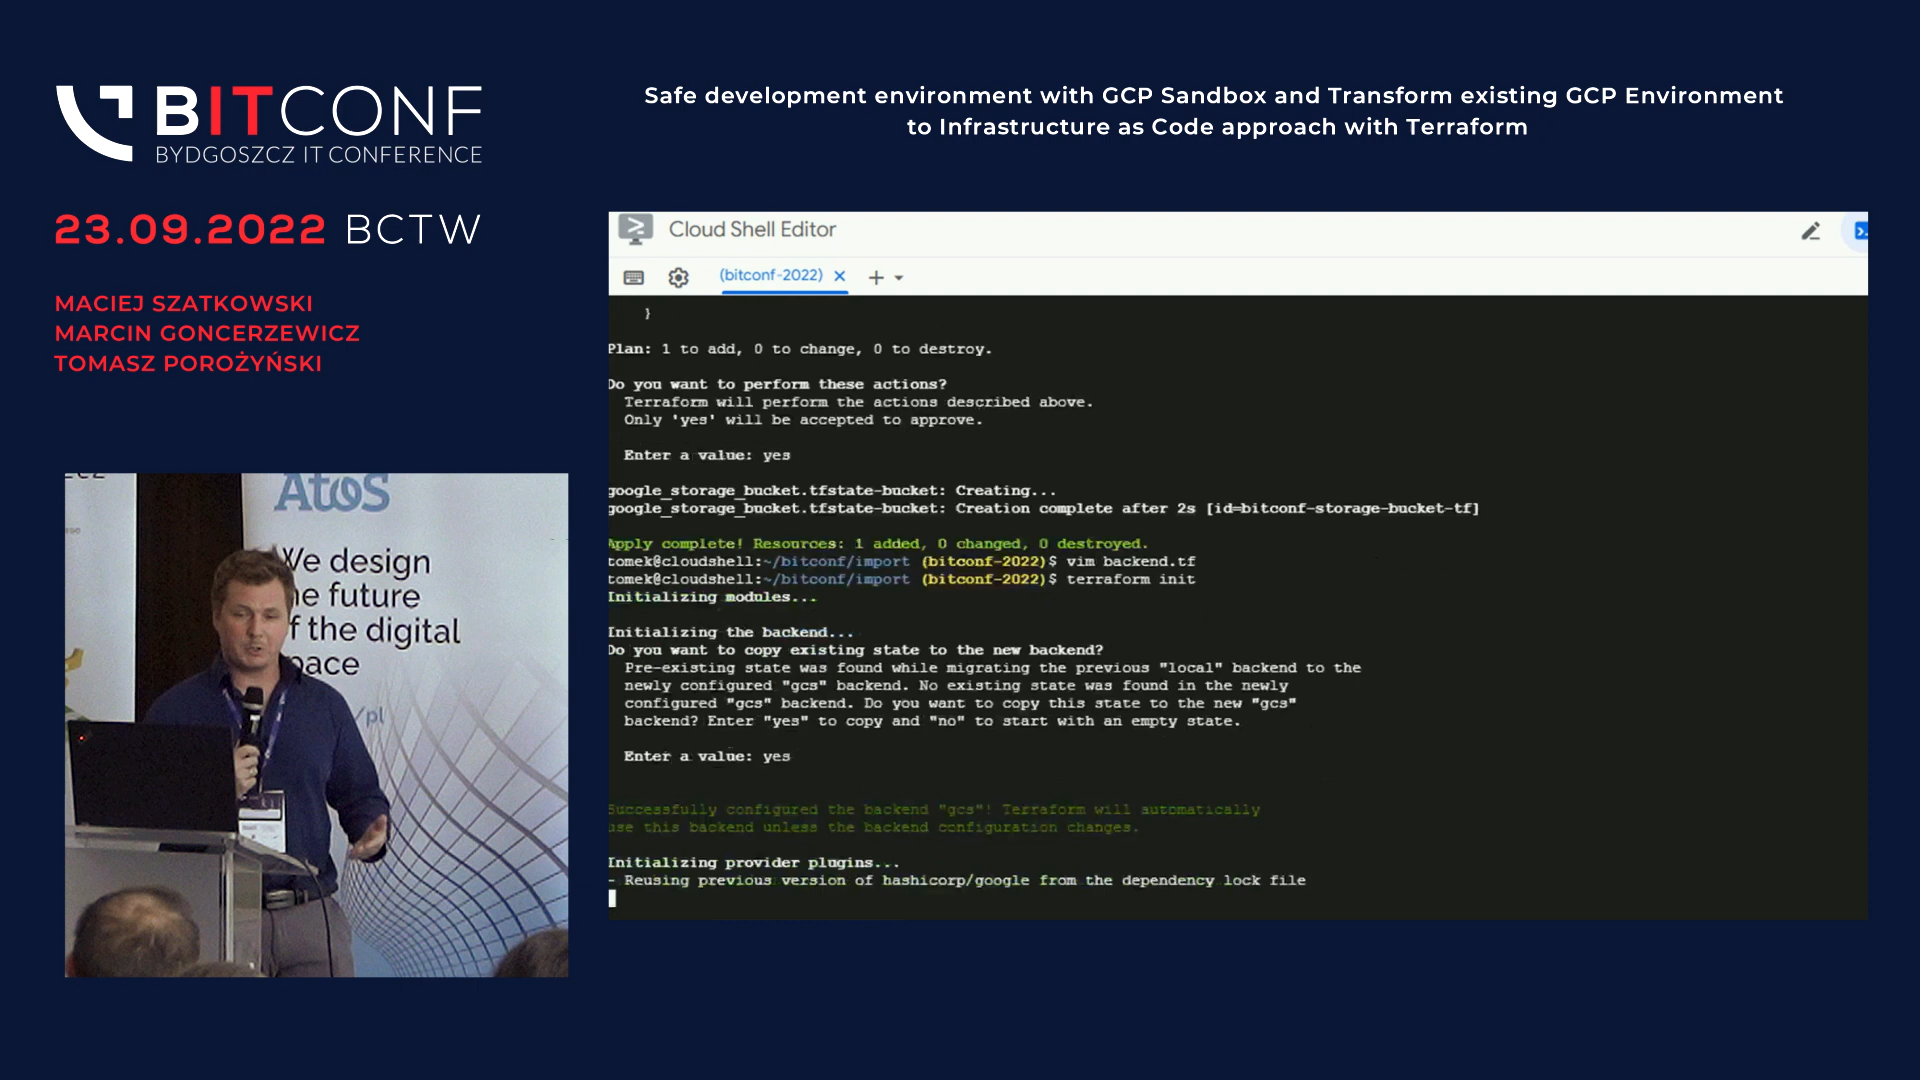 BITCONF
BYDGOSZCZ IT CONFERENCE
23.09.2022 BCTW
MACIEJ SZATKOWSKI
MARCIN GONCERZEWICZ
TOMASZ POROŻYŃSKI
Safe development environment with GCP Sandbox and Transform existing GCP Environment
to Infrastructure as Code approach with Terraform
Cloud Shell Editor
(bitconf-2022)
}
Plan: 1 to add, 0 to change, 0 to destroy.
Do you want to perform these actions?
Terraform will perform the actions described above.
Only 'yes' will be accepted to approve.
Enter a value: yes
google_storage_bucket.tfstate-bucket: Creating...
google_storage_bucket.tfstate-bucket: Creation complete after 2s [id=bitconf-storage-bucket-tf]
Apply complete! Resources: 1 added, 0 changed, 0 destroyed.
tomek@cloudshell:~/bitconf/import (bitconf-2022)$ vim backend.tf
tomek@cloudshell:~/bitconf/import (bitconf-2022)$ terraform init
Initializing modules...
Initializing the backend...
Do you want to copy existing state to the new backend?
Pre-existing state was found while migrating the previous "local" backend to the
newly configured "gcs" backend. No existing state was found in the newly
configured "gcs" backend. Do you want to copy this state to the new "gcs"
backend? Enter "yes" to copy and "no" to start with an empty state.
Enter a value: yes
Successfully configured the backend "gcs"! Terraform will automatically
use this backend unless the backend configuration changes.
Initializing provider plugins...
- Reusing previous version of hashicorp/google from the dependency lock file
Atos
We design
future
the digital
/pl